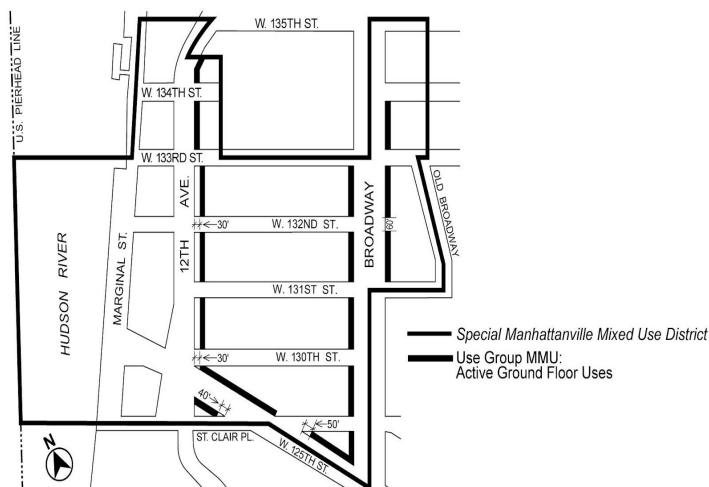 W. 135TH ST.
U.S. PIERHEAD LINE
W. 134TH ST.
W. 133RD ST.
AVE.
12TH
BROADWAY
OLD BROADWAY
30'
W. 132ND ST.
60'
MARGINAL ST.
HUDSON RIVER
W. 131ST ST.
Special Manhattanville Mixed Use District
Use Group MMU:
Active Ground Floor Uses
30'
W. 130TH ST.
40'
50'
ST. CLAIR PL.
W. 125TH ST.
N